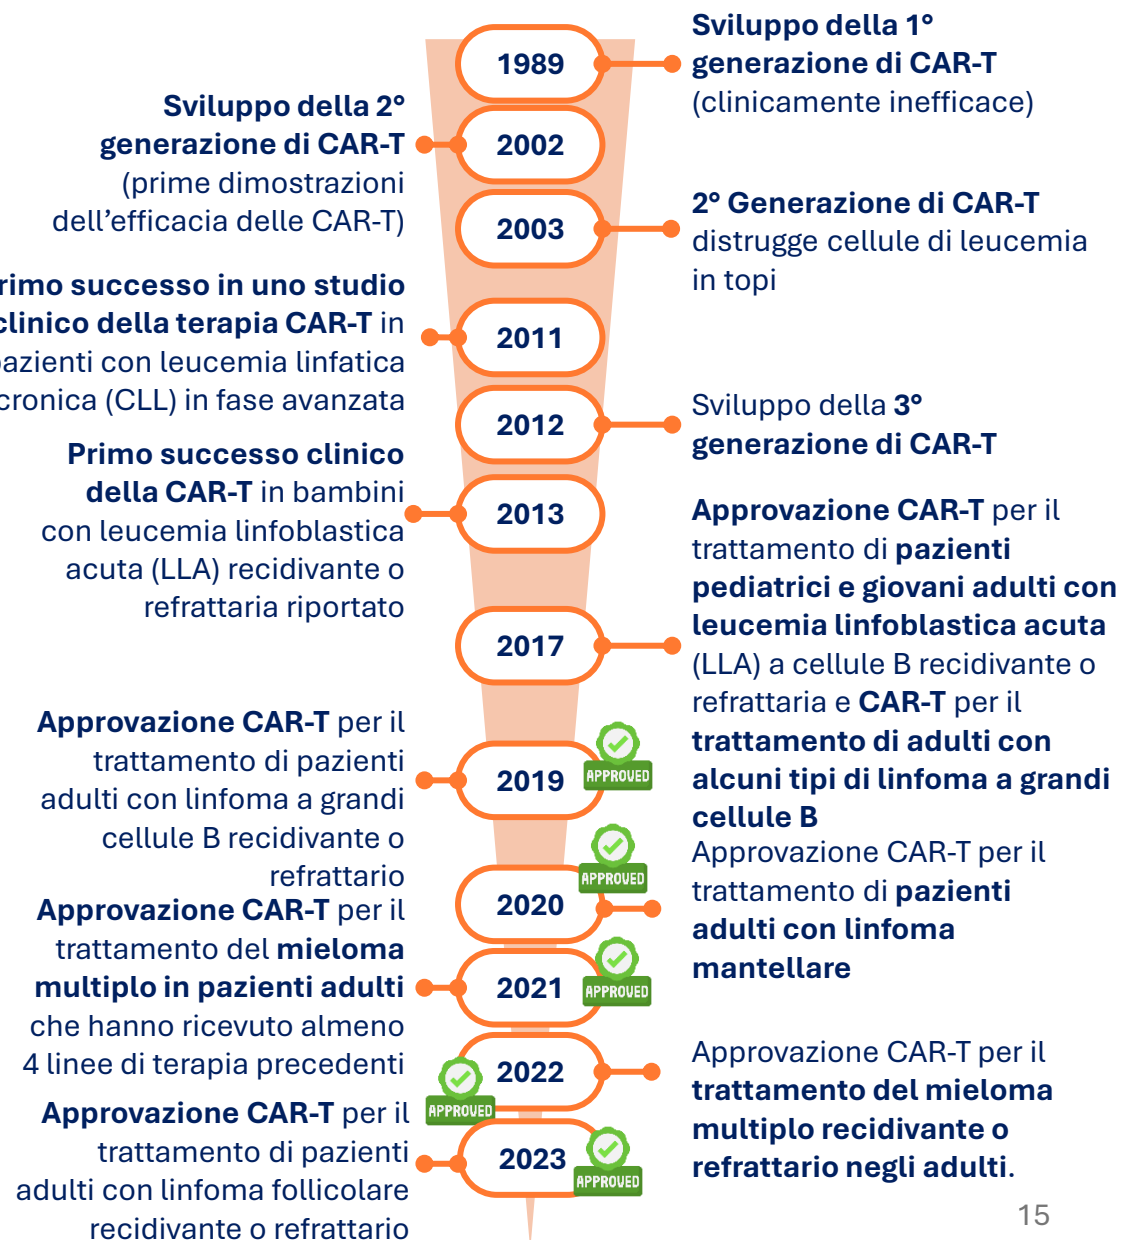 1989
Sviluppo della 1°
generazione di CAR-T
(clinicamente inefficace)
Sviluppo della 2°
generazione di CAR-T
(prime dimostrazioni
dell'efficacia delle CAR-T)
2002
2003
2° Generazione di CAR-T
distrugge cellule di leucemia
in topi
rimo successo in uno studio
clinico della terapia CAR-T in
pazienti con leucemia linfatica
cronica (CLL) in fase avanzata
2011
2012
Sviluppo della 3°
generazione di CAR-T
Primo successo clinico
della CAR-T in bambini
con leucemia linfoblastica
acuta (LLA) recidivante o
refrattaria riportato
2013
2017
Approvazione CAR-T per il
trattamento di pazienti
pediatrici e giovani adulti con
leucemia linfoblastica acuta
(LLA) a cellule B recidivante o
refrattaria e CAR-T per il
trattamento di adulti con
alcuni tipi di linfoma a grandi
cellule B
Approvazione CAR-T per il
trattamento di pazienti
adulti con linfoma a grandi
cellule B recidivante o
refrattario
2019
APPROVED
2020
APPROVED
Approvazione CAR-T per il
trattamento di pazienti
adulti con linfoma
mantellare
Approvazione CAR-T per il
trattamento del mieloma
multiplo in pazienti adulti
che hanno ricevuto almeno
4 linee di terapia precedenti
2021
APPROVED
2022
APPROVED
Approvazione CAR-T per il
trattamento del mieloma
multiplo recidivante o
refrattario negli adulti.
Approvazione CAR-T per il
trattamento di pazienti
adulti con linfoma follicolare
recidivante o refrattario
2023
APPROVED
15